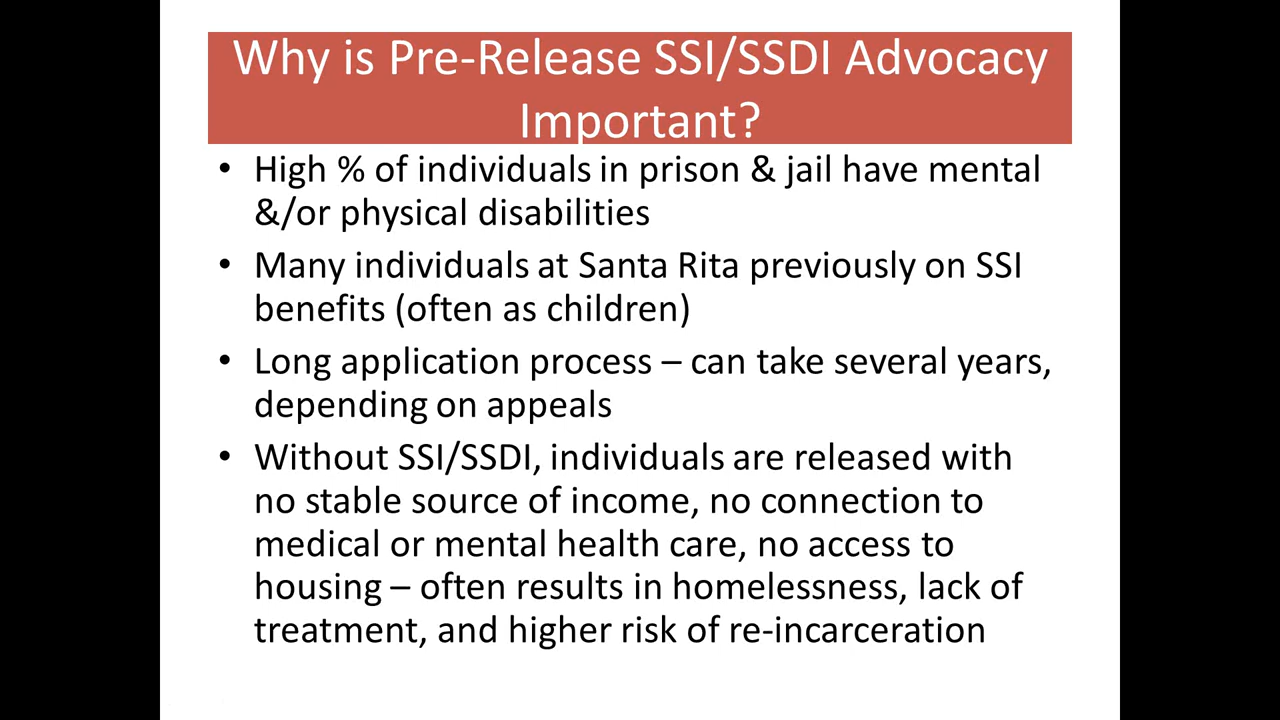 Why is Pre-Release SSI/SSDI Advocacy
Important?
• High % of individuals in prison & jail have mental
&/or physical disabilities
• Many individuals at Santa Rita previously on SSI
benefits (often as children)
• Long application process – can take several years,
depending on appeals
• Without SSI/SSDI, individuals are released with
no stable source of income, no connection to
medical or mental health care, no access to
housing – often results in homelessness, lack of
treatment, and higher risk of re-incarceration